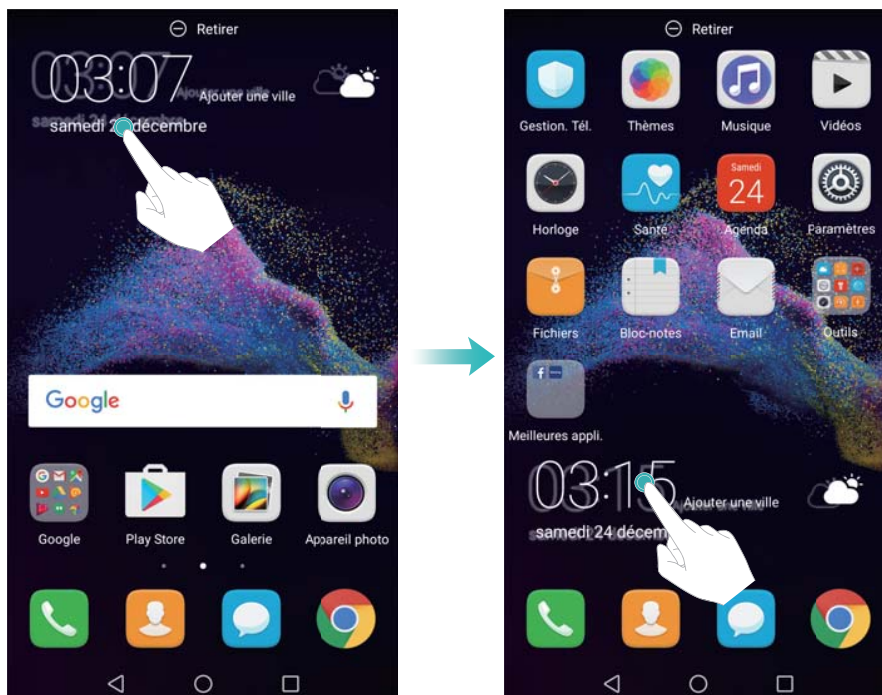 Retirer
03:07
Ajouter une ville
samedi 2 décembre
Google
Google
Play Store
Galerie
Appareil photo
Retirer
Gestion. Tél.
Thèmes
Musique
Vidéos
Samedi
24
Horloge
Santé
Agenda
Paramètres
Fichiers
Bloc-notes
Email
Outils
Meilleures appli.
03:15
Ajouter une ville
samedi 24 décem